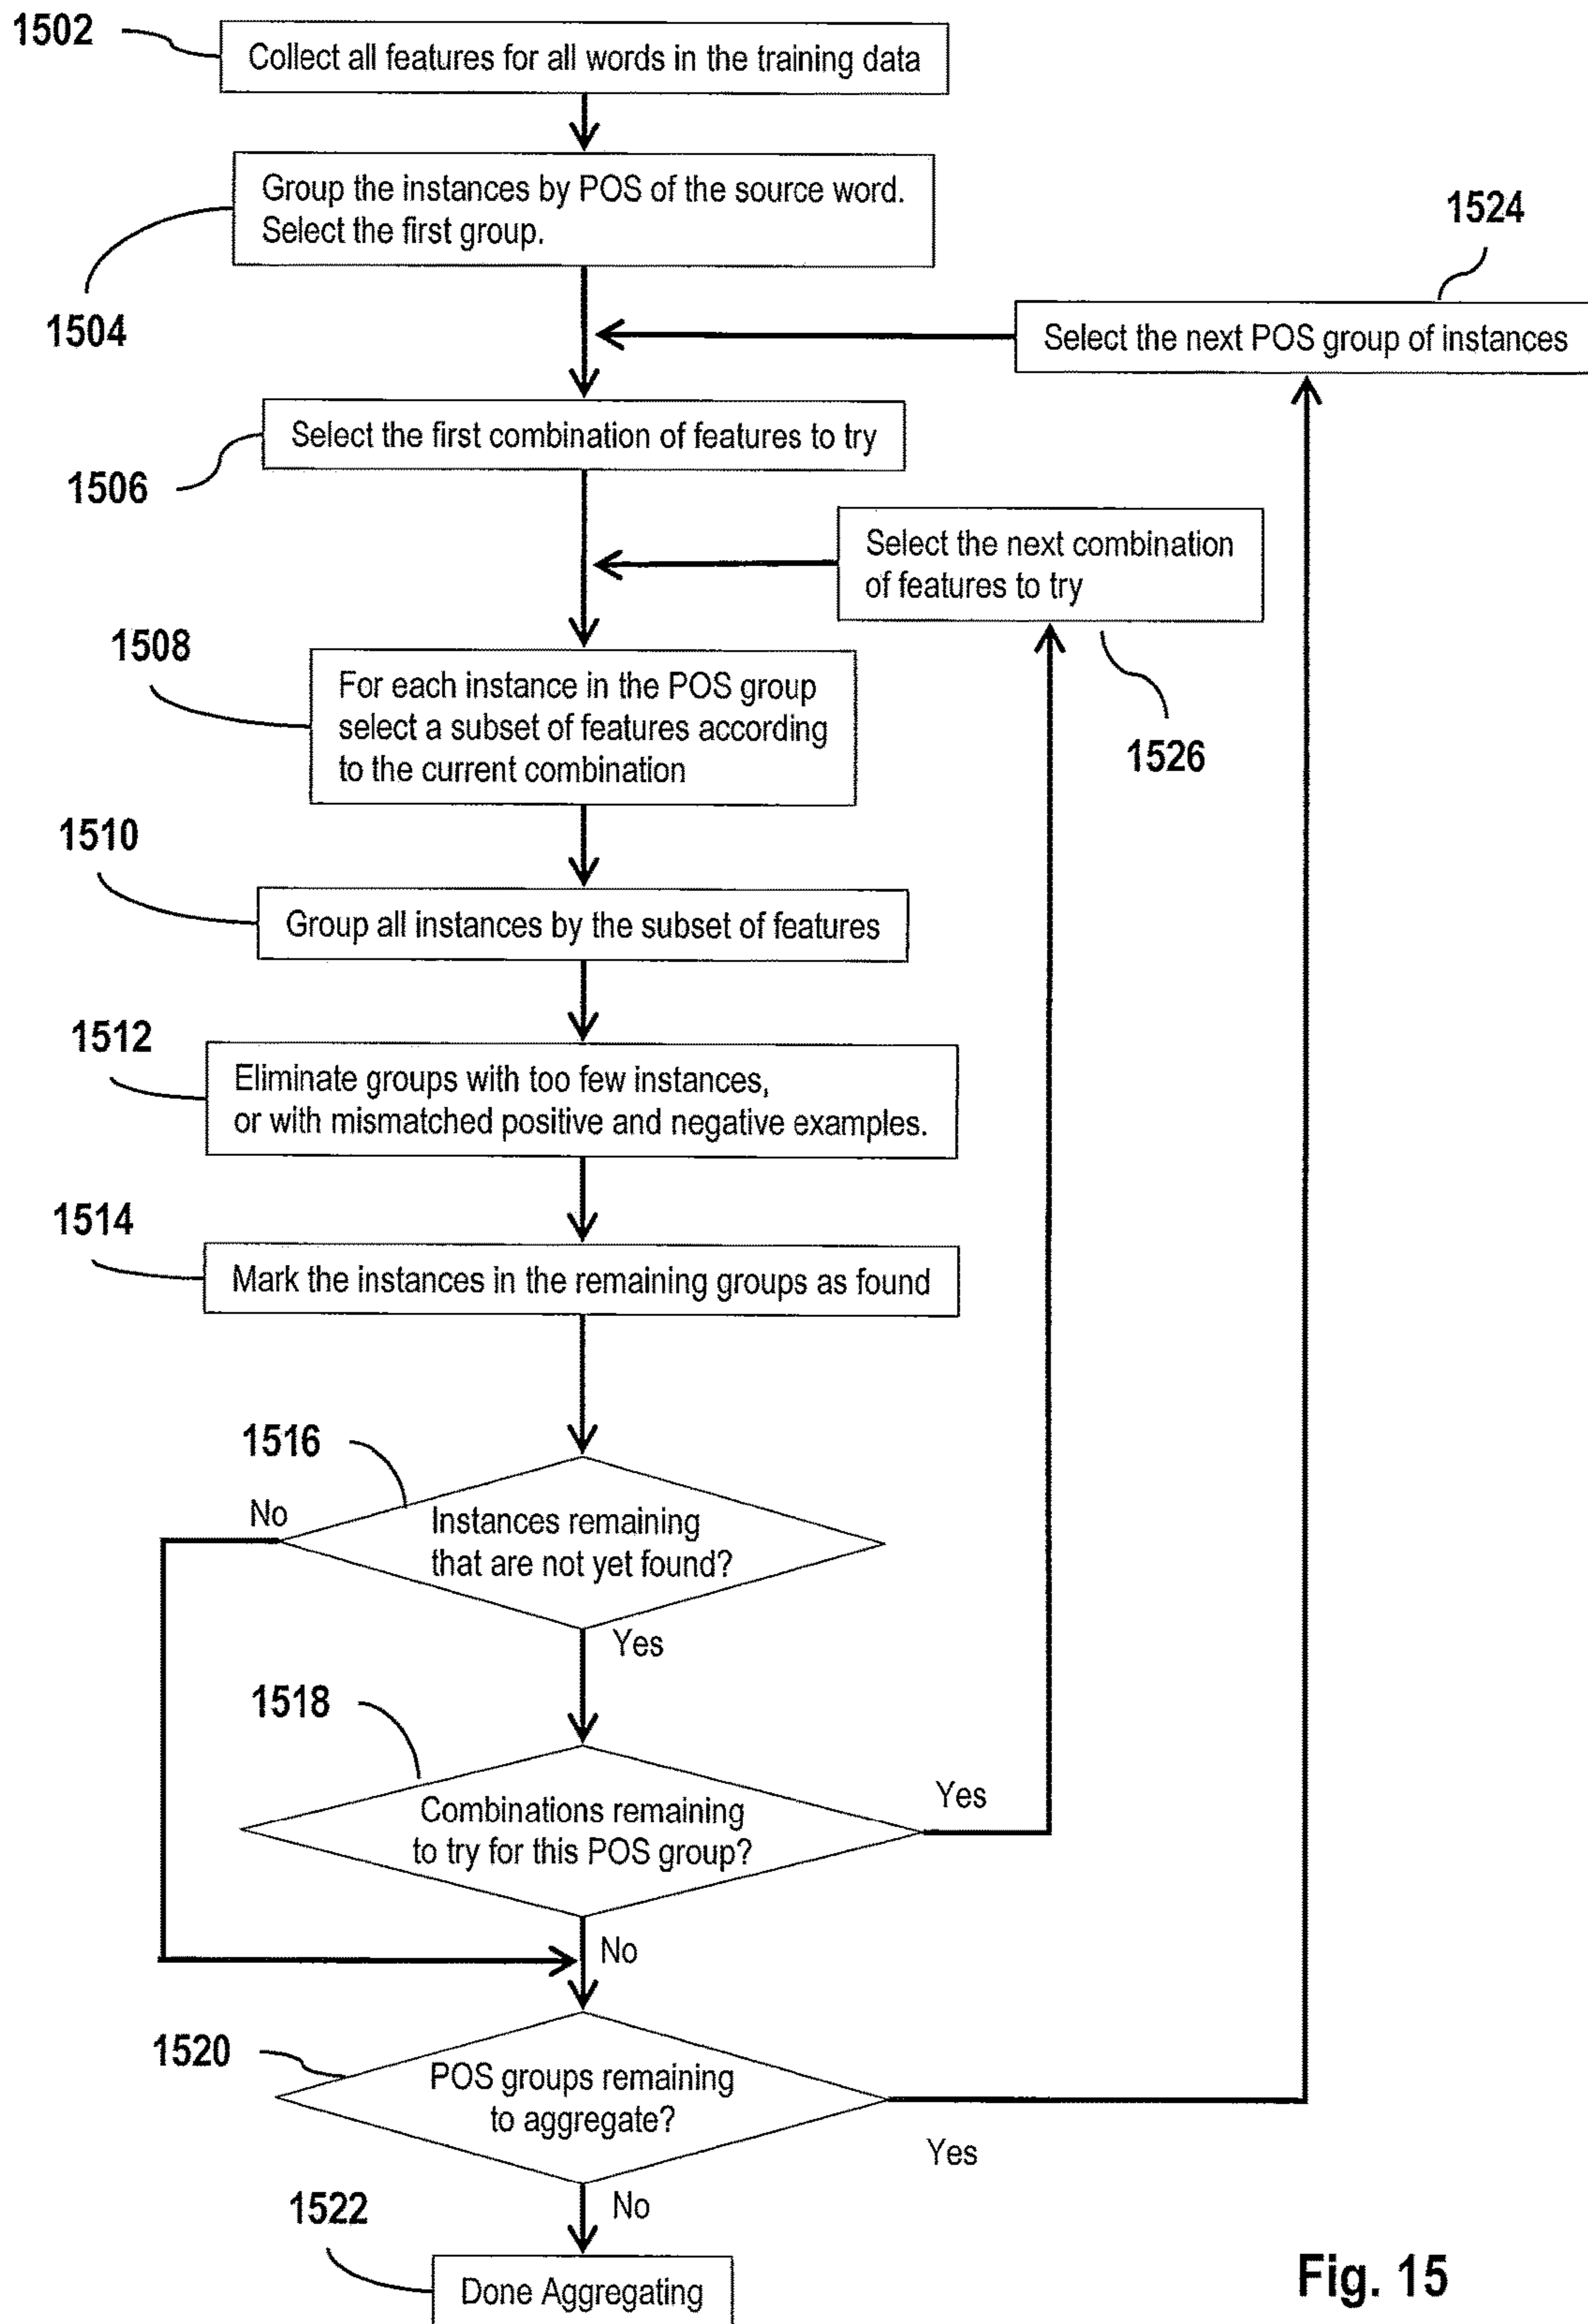 1502
Collect all features for all words in the training data
Group the instances by POS of the source word.
Select the first group.
1504
1524
Select the next POS group of instances
Select the first combination of features to try
1506
Select the next combination
of features to try
1526
1508
For each instance in the POS group
select a subset of features according
to the current combination
1510
Group all instances by the subset of features
1512
Eliminate groups with too few instances,
or with mismatched positive and negative examples.
1514
Mark the instances in the remaining groups as found
1516
No
Instances remaining
that are not yet found?
Yes
1518
Combinations remaining
to try for this POS group?
Yes
No
1520
POS groups remaining
to aggregate?
Yes
No
1522
Done Aggregating
Fig. 15